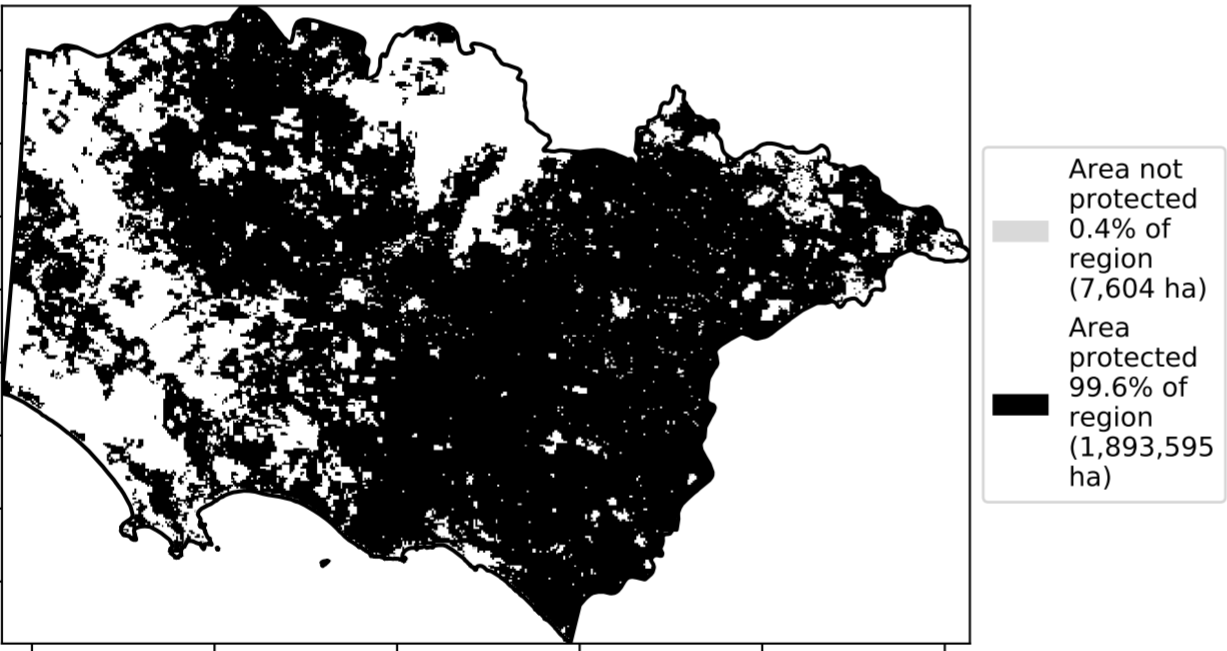 Area not
protected
0.4% of
region
(7,604 ha)
Area
protected
99.6% of
region
(1,893,595
ha)